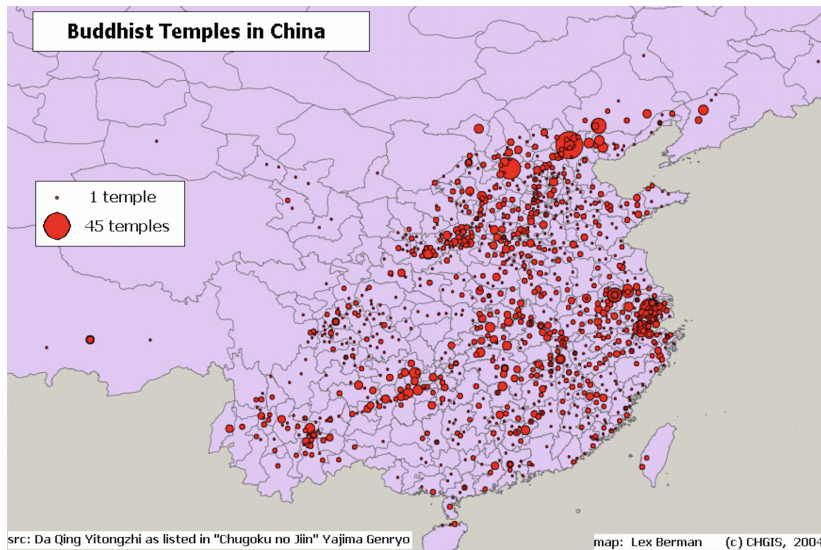 Buddhist Temples in China
1 temple
45 temples
src: Da Qing Yitongzhi as listed in "Chugoku no Jiin" Yajima Genryo
map: Lex Berman (c) CHGIS, 2004